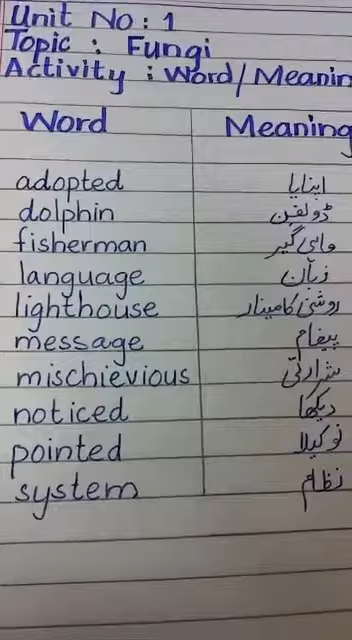 Unit No: 1
Topic : Fungi
Activity : Word/Meanin
Word Meaning
adopted اپنایا
dolphin ڈولفن
fisherman ماہی گیر
language زبان
lighthouse روشنی کا مینار
message پیغام
mischievious شرارتی
noticed دیکھا
pointed نوکیلا
system نظام